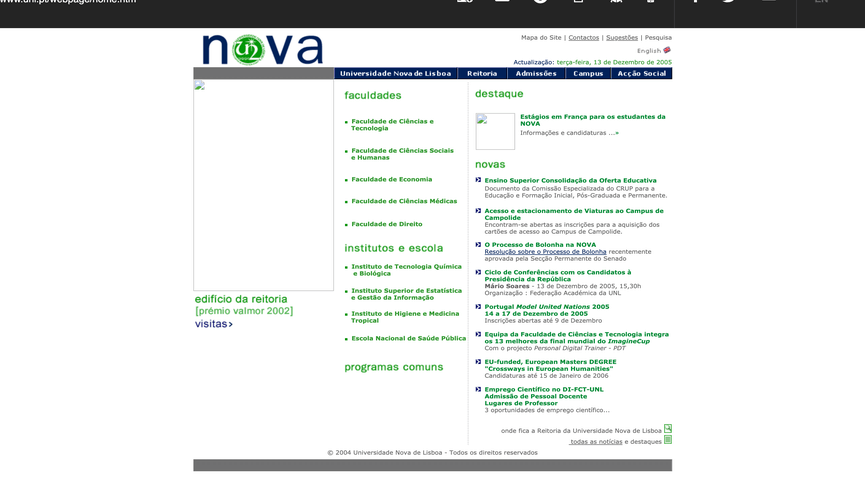 www.unl.pt/webpage/home.htm
EN
nova
Mapa do Site | Contactos | Sugestões | Pesquisa
English
Actualização: terça-feira, 13 de Dezembro de 2005
Universidade Nova de Lisboa
Reitoria
Admissões
Campus
Acção Social
faculdades
Faculdade de Ciências e
Tecnologia
Faculdade de Ciências Sociais
e Humanas
Faculdade de Economia
Faculdade de Ciências Médicas
Faculdade de Direito
institutos e escola
Instituto de Tecnologia Química
e Biológica
Instituto Superior de Estatística
e Gestão da Informação
Instituto de Higiene e Medicina
Tropical
Escola Nacional de Saúde Pública
programas comuns
edifício da reitoria
[prémio valmor 2002]
visitas>
destaque
Estágios em França para os estudantes da
NOVA
Informações e candidaturas ...»
novas
Ensino Superior Consolidação da Oferta Educativa
Documento da Comissão Especializada do CRUP para a
Educação e Formação Inicial, Pós-Graduada e Permanente.
Acesso e estacionamento de Viaturas ao Campus de
Campolide
Encontram-se abertas as inscrições para a aquisição dos
cartões de acesso ao Campus de Campolide.
O Processo de Bolonha na NOVA
Resolução sobre o Processo de Bolonha recentemente
aprovada pela Secção Permanente do Senado
Ciclo de Conferências com os Candidatos à
Presidência da República
Mário Soares - 13 de Dezembro de 2005, 15,30h
Organização : Federação Académica da UNL
Portugal Model United Nations 2005
14 a 17 de Dezembro de 2005
Inscrições abertas até 9 de Dezembro
Equipa da Faculdade de Ciências e Tecnologia integra
os 13 melhores da final mundial do ImagineCup
Com o projecto Personal Digital Trainer - PDT
EU-funded, European Masters DEGREE
"Crossways in European Humanities"
Candidaturas até 15 de Janeiro de 2006
Emprego Científico no DI-FCT-UNL
Admissão de Pessoal Docente
Lugares de Professor
3 oportunidades de emprego científico...
onde fica a Reitoria da Universidade Nova de Lisboa
todas as notícias e destaques
© 2004 Universidade Nova de Lisboa - Todos os direitos reservados